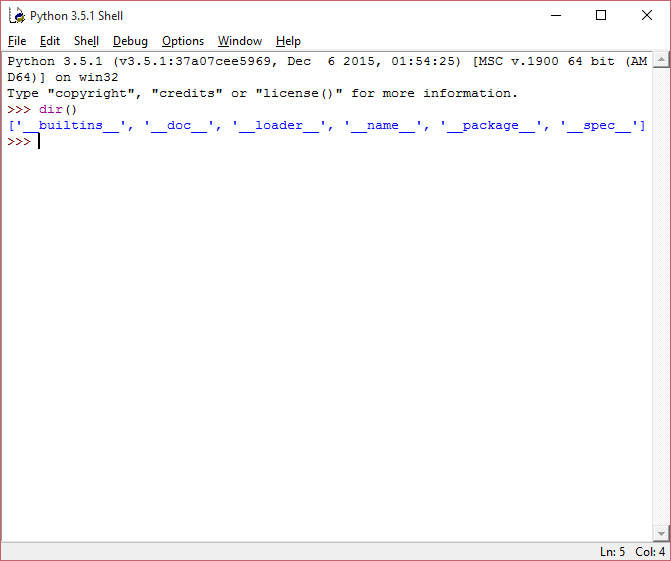 Python 3.5.1 Shell
File Edit Shell Debug Options Window Help
Python 3.5.1 (v3.5.1:37a07cee5969, Dec  6 2015, 01:54:25) [MSC v.1900 64 bit (AM
D64)] on win32
Type "copyright", "credits" or "license()" for more information.
>>> dir()
['__builtins__', '__doc__', '__loader__', '__name__', '__package__', '__spec__']
>>>
Ln: 5 Col: 4